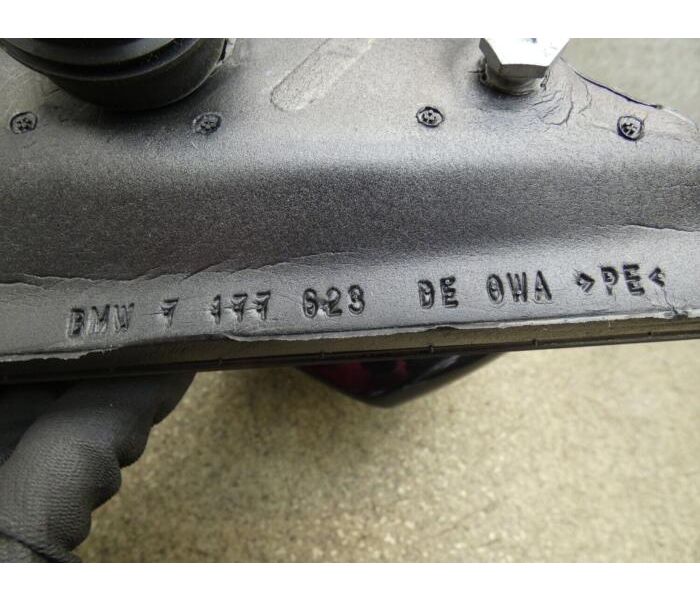 BMW 7 177 623 DE OWA >PE<